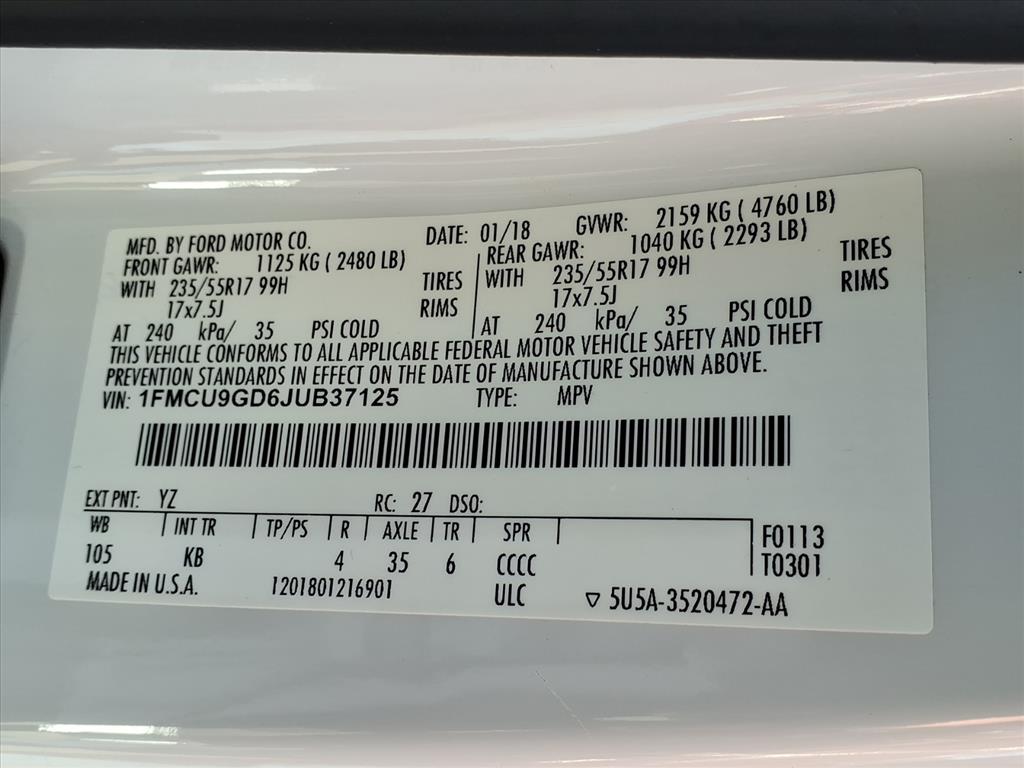 MFD. BY FORD MOTOR CO. DATE: 01/18 GVWR: 2159 KG ( 4760 LB)
FRONT GAWR: 1125 KG ( 2480 LB) REAR GAWR: 1040 KG ( 2293 LB)
WITH 235/55R17 99H TIRES WITH 235/55R17 99H TIRES
17x7.5J RIMS 17x7.5J RIMS
AT 240 kPa/ 35 PSI COLD AT 240 kPa/ 35 PSI COLD
THIS VEHICLE CONFORMS TO ALL APPLICABLE FEDERAL MOTOR VEHICLE SAFETY AND THEFT
PREVENTION STANDARDS IN EFFECT ON THE DATE OF MANUFACTURE SHOWN ABOVE.
VIN: 1FMCU9GD6JUB37125 TYPE: MPV
EXT PNT: YZ RC: 27 DSO:
WB INT TR TP/PS R AXLE TR SPR F0113
105 KB 4 35 6 CCCC T0301
MADE IN U.S.A. 1201801216901 ULC ▽ 5U5A-3520472-AA